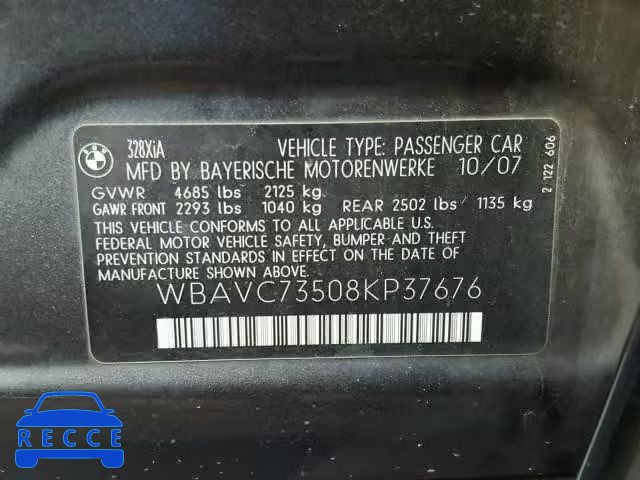 BMW
328XiA VEHICLE TYPE: PASSENGER CAR
MFD BY BAYERISCHE MOTORENWERKE 10/07
GVWR 4685 lbs 2125 kg
GAWR FRONT 2293 lbs 1040 kg REAR 2502 lbs/ 1135 kg
THIS VEHICLE CONFORMS TO ALL APPLICABLE U.S.
FEDERAL MOTOR VEHICLE SAFETY, BUMPER AND THEFT
PREVENTION STANDARDS IN EFFECT ON THE DATE OF
MANUFACTURE SHOWN ABOVE.
WBAVC73508KP37676
2 122 606
RECCE